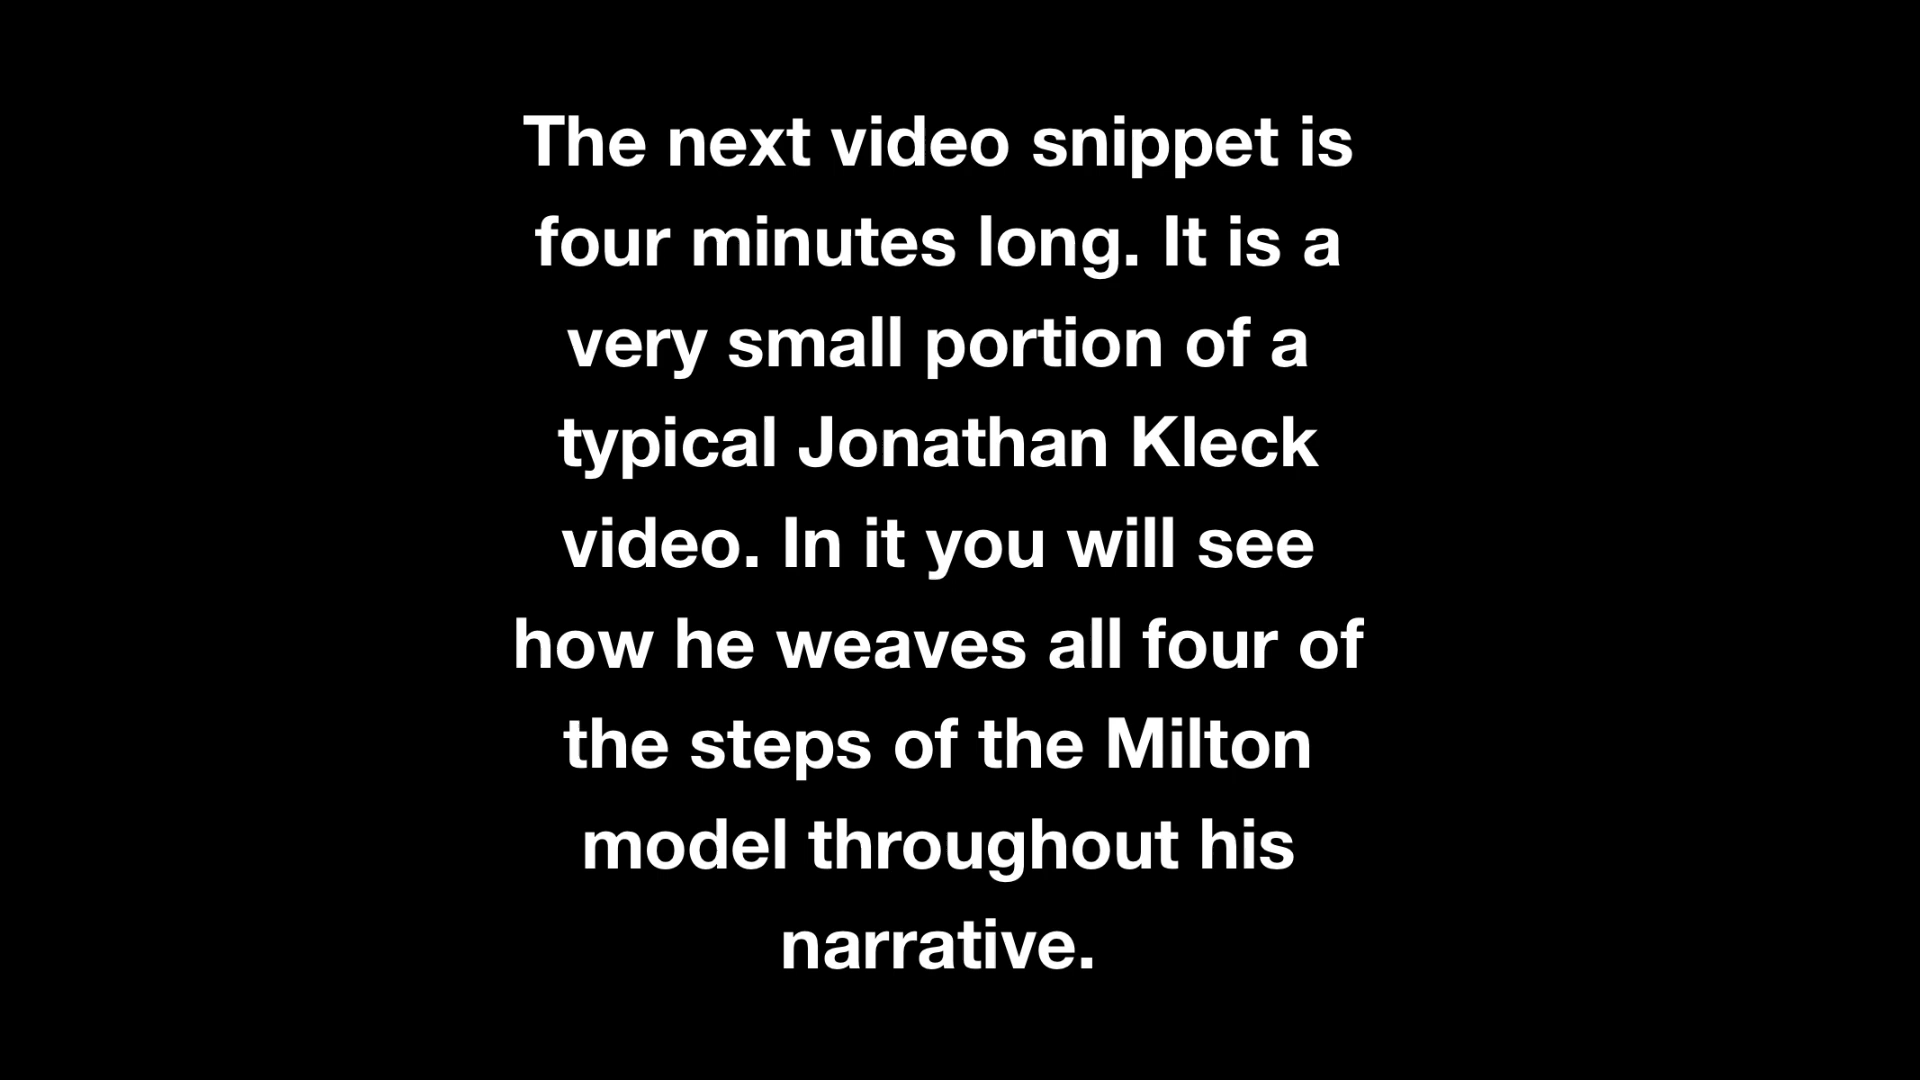 The next video snippet is
four minutes long. It is a
very small portion of a
typical Jonathan Kleck
video. In it you will see
how he weaves all four of
the steps of the Milton
model throughout his
narrative.